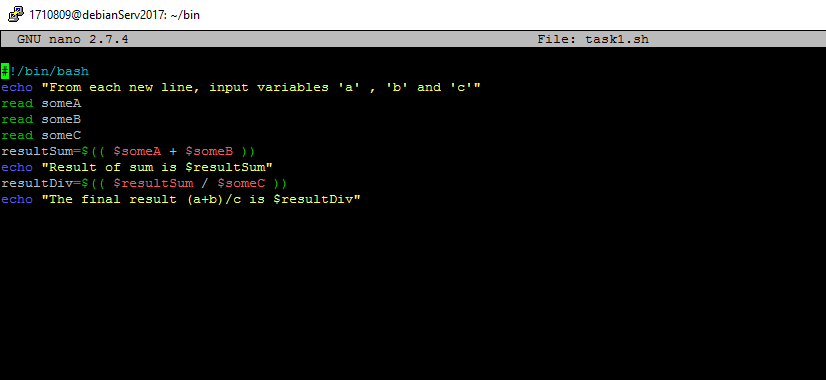 1710809@debianServ2017: ~/bin
GNU nano 2.7.4 File: task1.sh
#!/bin/bash
echo "From each new line, input variables 'a' , 'b' and 'c'"
read someA
read someB
read someC
resultSum=$(( $someA + $someB ))
echo "Result of sum is $resultSum"
resultDiv=$(( $resultSum / $someC ))
echo "The final result (a+b)/c is $resultDiv"